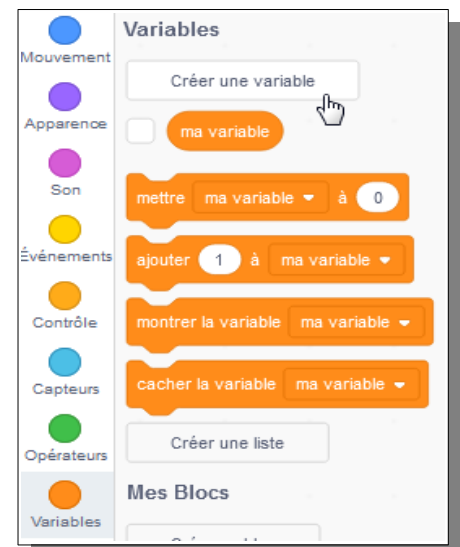 Mouvement
Apparence
Son
Événements
Contrôle
Capteurs
Opérateurs
Variables
Variables
Créer une variable
ma variable
mettre ma variable à 0
ajouter 1 à ma variable
montrer la variable ma variable
cacher la variable ma variable
Créer une liste
Mes Blocs